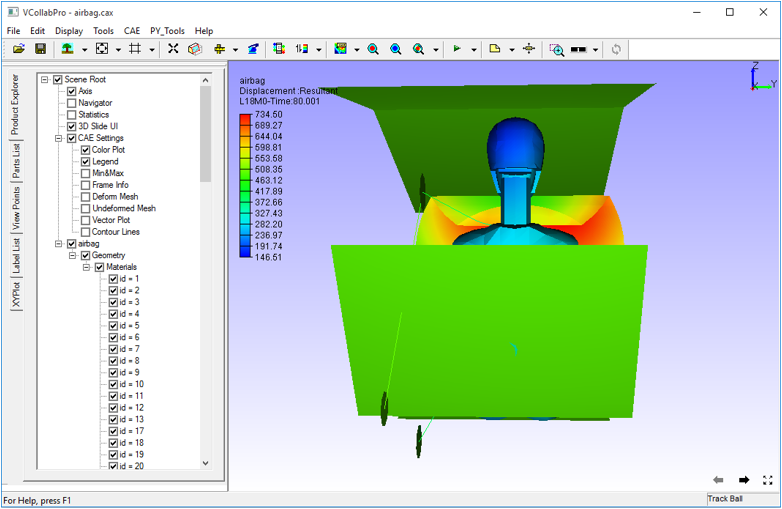 VCollabPro - airbag.cax
File Edit Display Tools CAE PY_Tools Help
Product Explorer
Parts List
View Points
Label List
XYPlot
Scene Root
Axis
Navigator
Statistics
3D Slide UI
CAE Settings
Color Plot
Legend
Min&Max
Frame Info
Deform Mesh
Undeformed Mesh
Vector Plot
Contour Lines
airbag
Geometry
Materials
id = 1
id = 2
id = 3
id = 4
id = 5
id = 6
id = 7
id = 8
id = 9
id = 10
id = 11
id = 12
id = 13
id = 17
id = 18
id = 19
id = 20
airbag
Displacement :Resultant
L18M0-Time:80.001
734.50
689.27
644.04
598.81
553.58
508.35
463.12
417.89
372.66
327.43
282.20
236.97
191.74
146.51
Z
X
Y
For Help, press F1
Track Ball